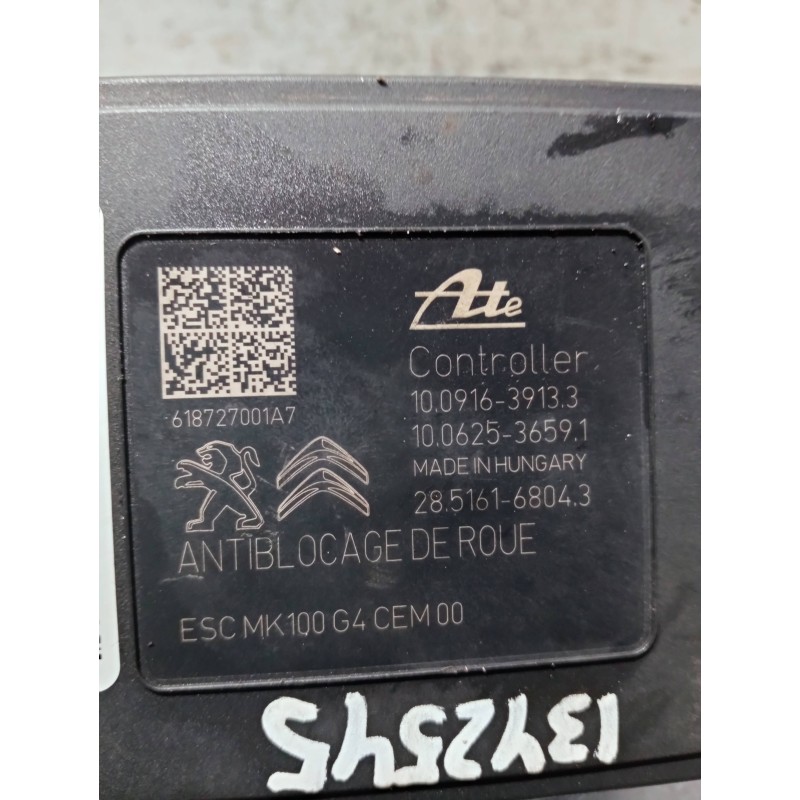 Ate
Controller
618727001A7
10.0916-3913.3
10.0625-3659.1
MADE IN HUNGARY
28.5161-6804.3
ANTIBLOCAGE DE ROUE
ESC MK100 G4 CEM 00
1342545